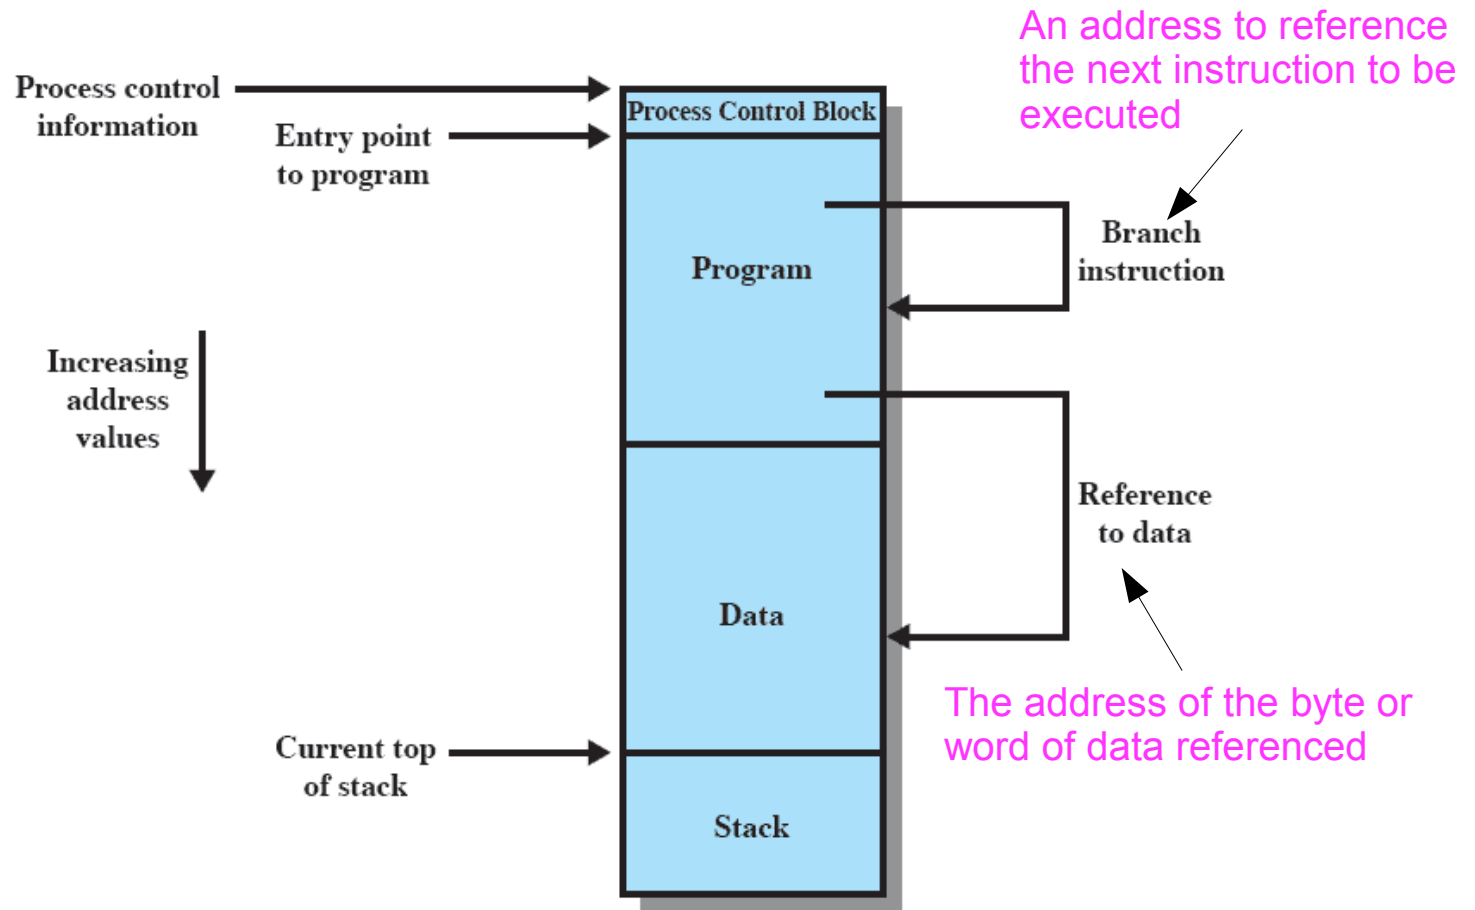 An address to reference
the next instruction to be
executed
Process control
information
Process Control Block
Entry point
to program
Branch
instruction
Program
Increasing
address
values
Reference
to data
Data
The address of the byte or
word of data referenced
Current top
of stack
Stack